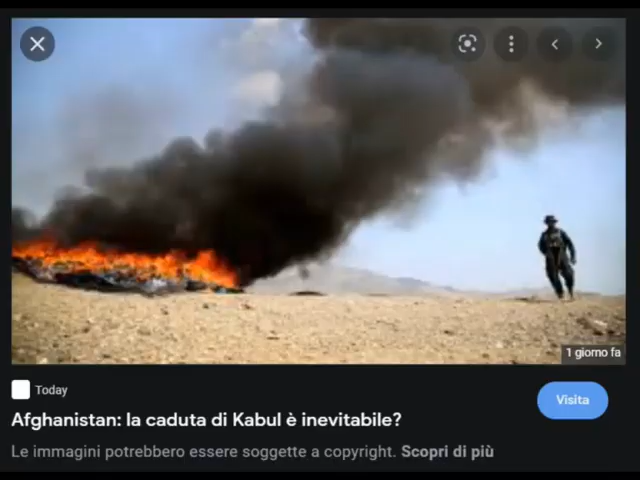 1 giorno fa
Today
Afghanistan: la caduta di Kabul è inevitabile?
Visita
Le immagini potrebbero essere soggette a copyright. Scopri di più